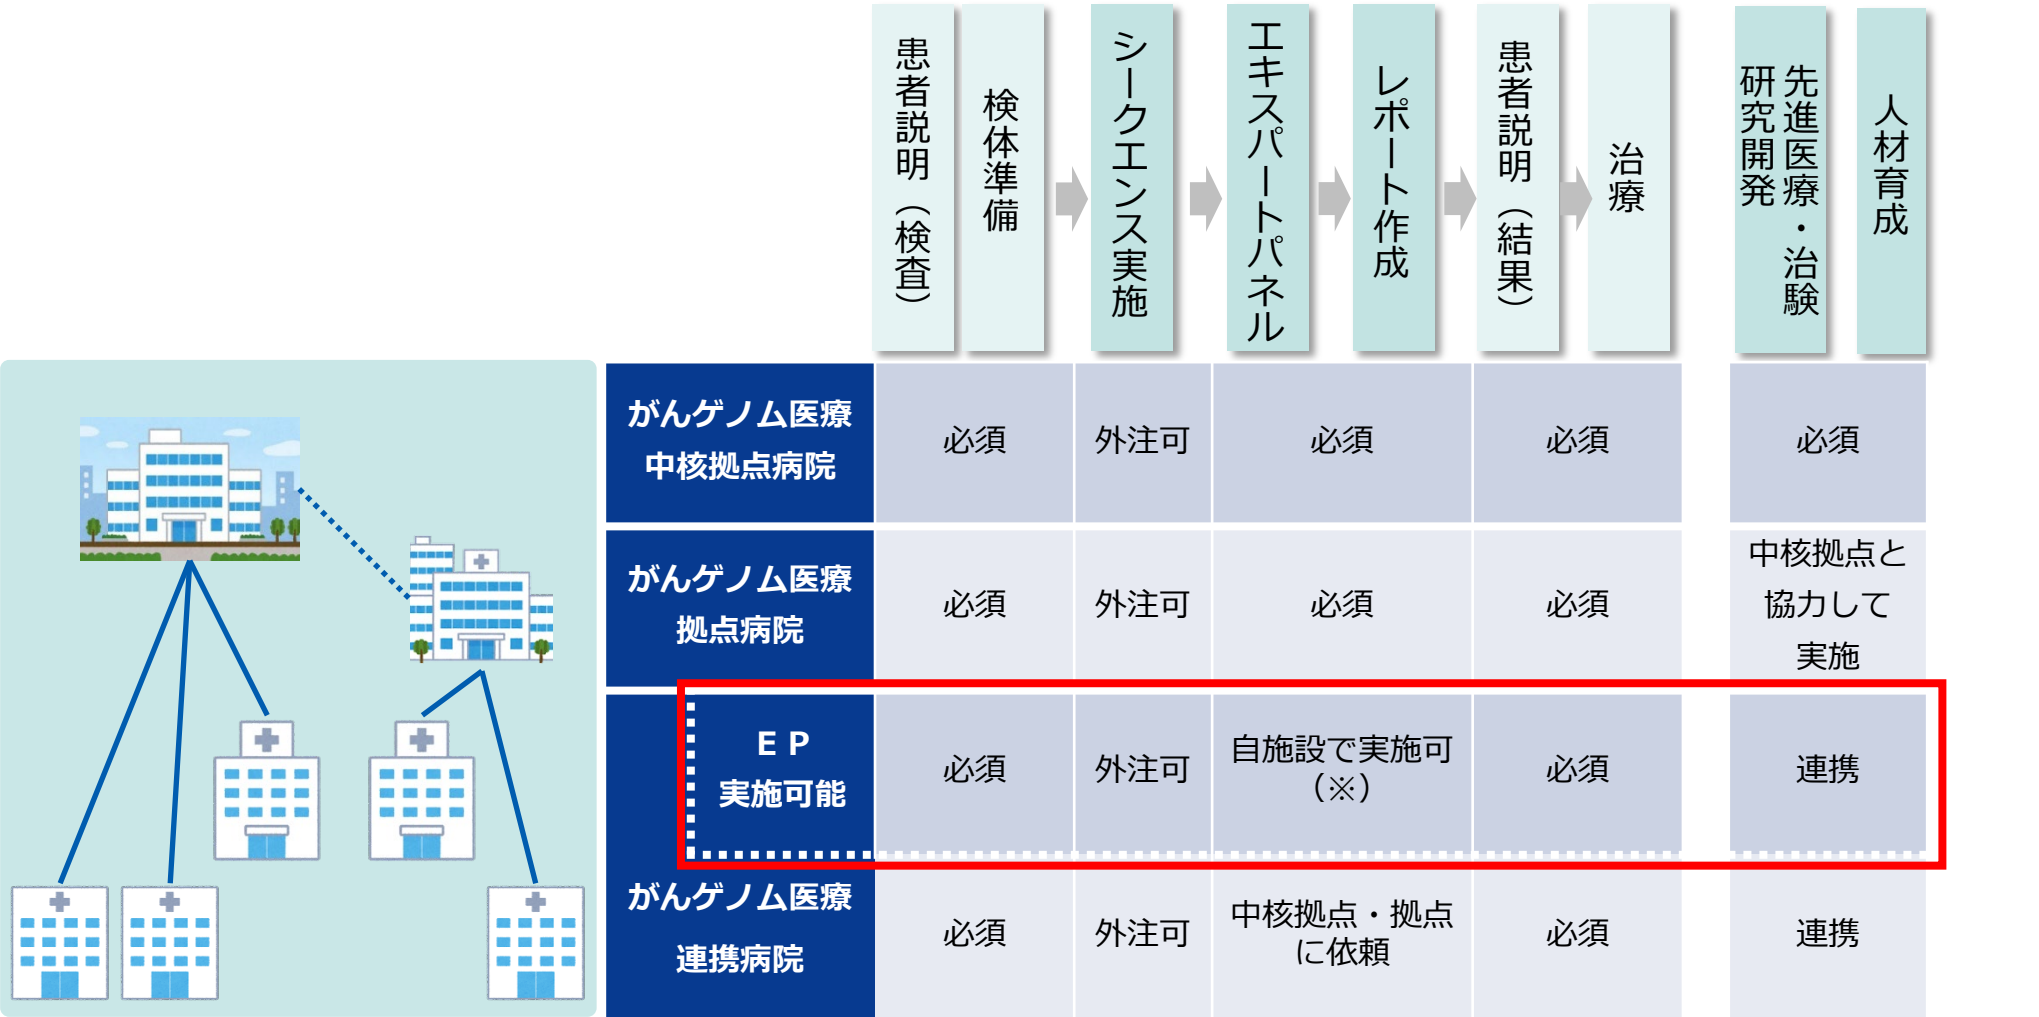 患者説明（検査）
検体準備
シークエンス実施
エキスパートパネル
レポート作成
患者説明（結果）
治療
先進医療・治験
研究開発
人材育成
がんゲノム医療
中核拠点病院
必須
外注可
必須
必須
必須
がんゲノム医療
拠点病院
必須
外注可
必須
必須
中核拠点と
協力して
実施
ＥＰ
実施可能
必須
外注可
自施設で実施可
（※）
必須
連携
がんゲノム医療
連携病院
必須
外注可
中核拠点・拠点
に依頼
必須
連携